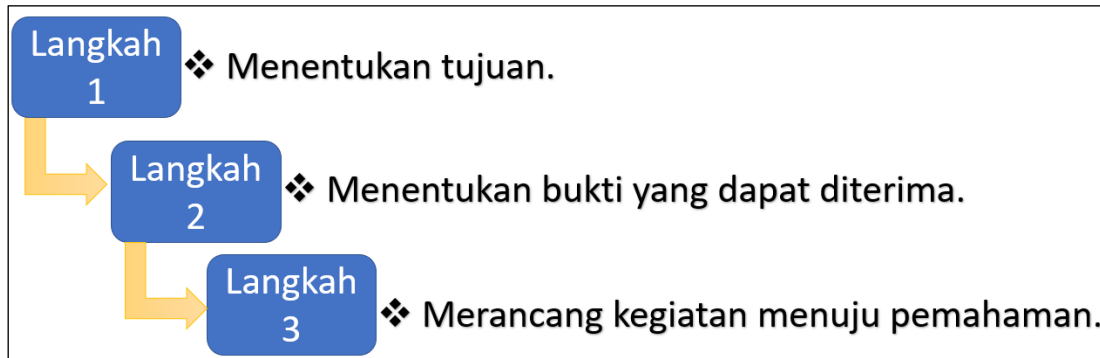 Langkah
1
❖ Menentukan tujuan.
Langkah
2
❖ Menentukan bukti yang dapat diterima.
Langkah
3
❖ Merancang kegiatan menuju pemahaman.